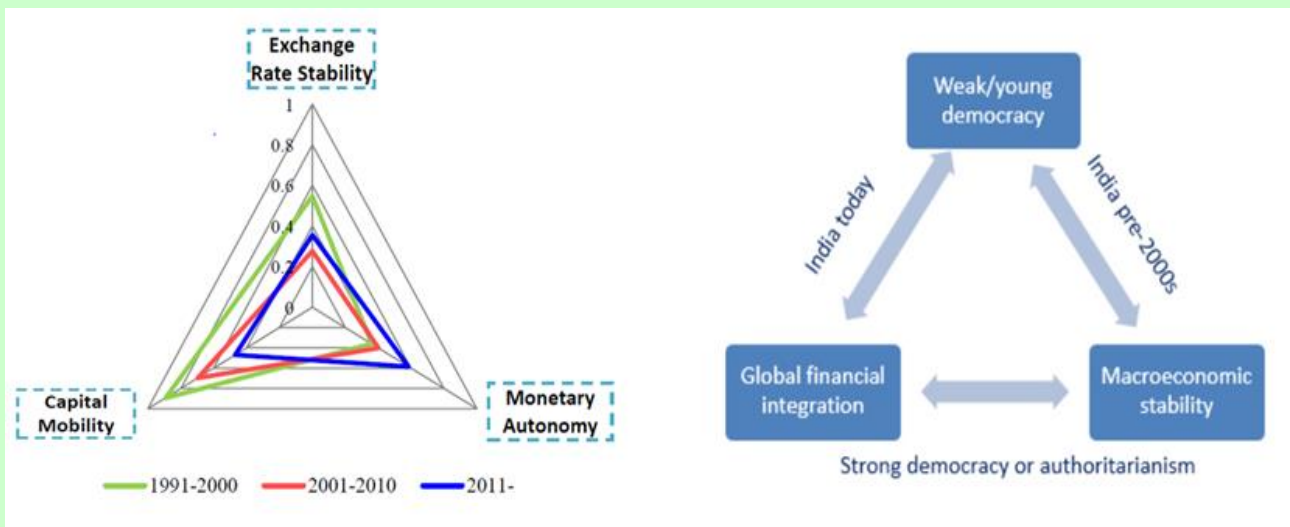 Exchange
Rate Stability
1
0.8
0.6
0.4
0.2
0
Capital
Mobility
Monetary
Autonomy
1991-2000
2001-2010
2011-
Weak/young
democracy
India today
India pre-2000s
Global financial
integration
Macroeconomic
stability
Strong democracy or authoritarianism